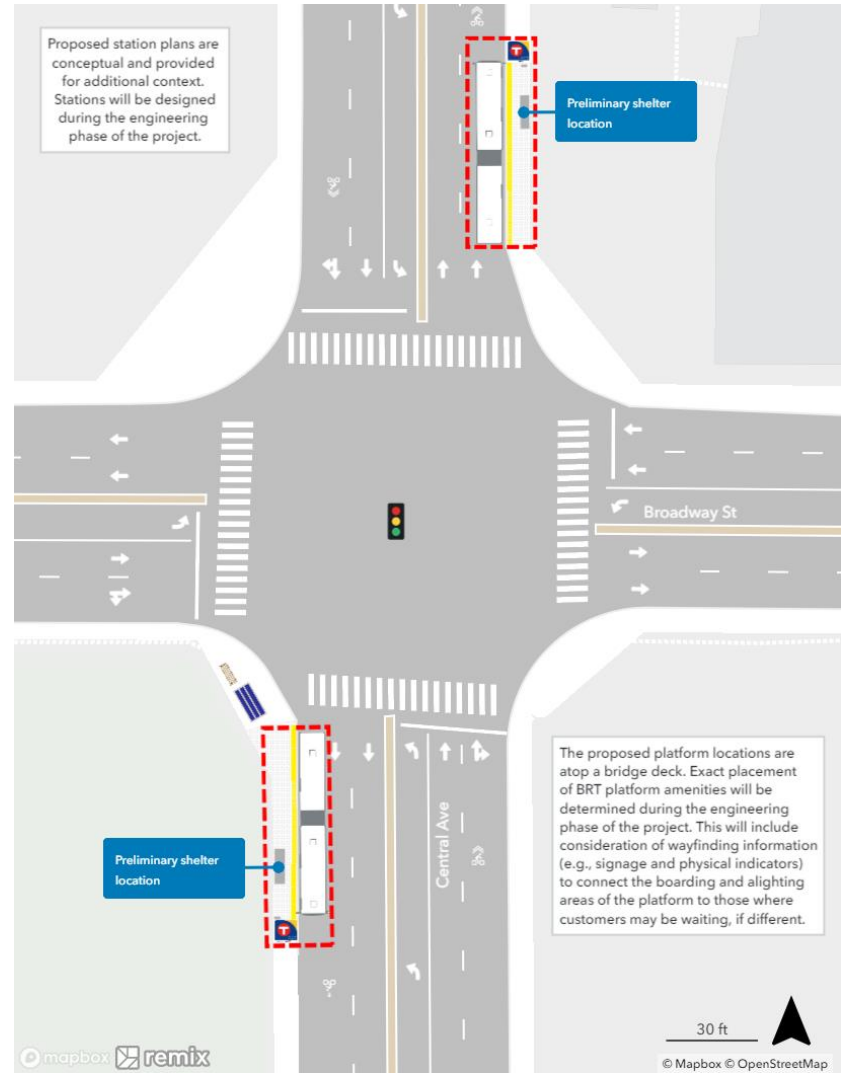 Proposed station plans are
conceptual and provided
for additional context.
Stations will be designed
during the engineering
phase of the project.
T
Preliminary shelter
location
Broadway St
The proposed platform locations are
atop a bridge deck. Exact placement
of BRT platform amenities will be
determined during the engineering
phase of the project. This will include
consideration of wayfinding information
(e.g., signage and physical indicators)
to connect the boarding and alighting
areas of the platform to those where
customers may be waiting, if different.
Central Ave
Preliminary shelter
location
T
30 ft
mapbox remix
© Mapbox © OpenStreetMap